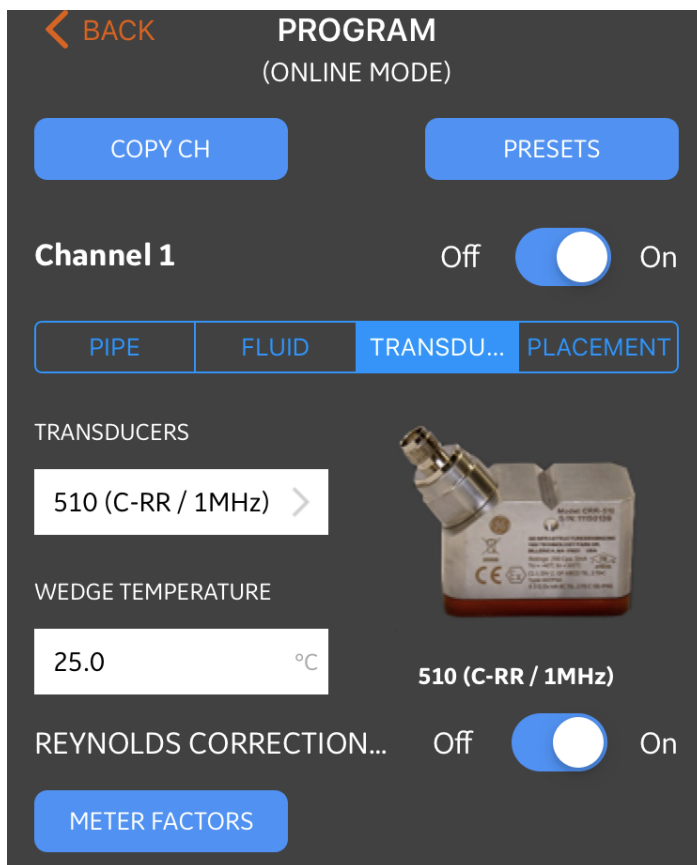 BACK
PROGRAM
(ONLINE MODE)
COPY CH
PRESETS
Channel 1
Off
On
PIPE
FLUID
TRANSDU...
PLACEMENT
TRANSDUCERS
510 (C-RR / 1MHz)
WEDGE TEMPERATURE
25.0
°C
510 (C-RR / 1MHz)
REYNOLDS CORRECTION...
Off
On
METER FACTORS